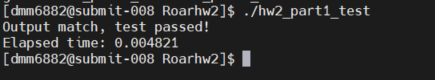 [dmm6882@submit-008 Roarhw2]$ ./hw2_part1_test
Output match, test passed!
Elapsed time: 0.004821
[dmm6882@submit-008 Roarhw2]$